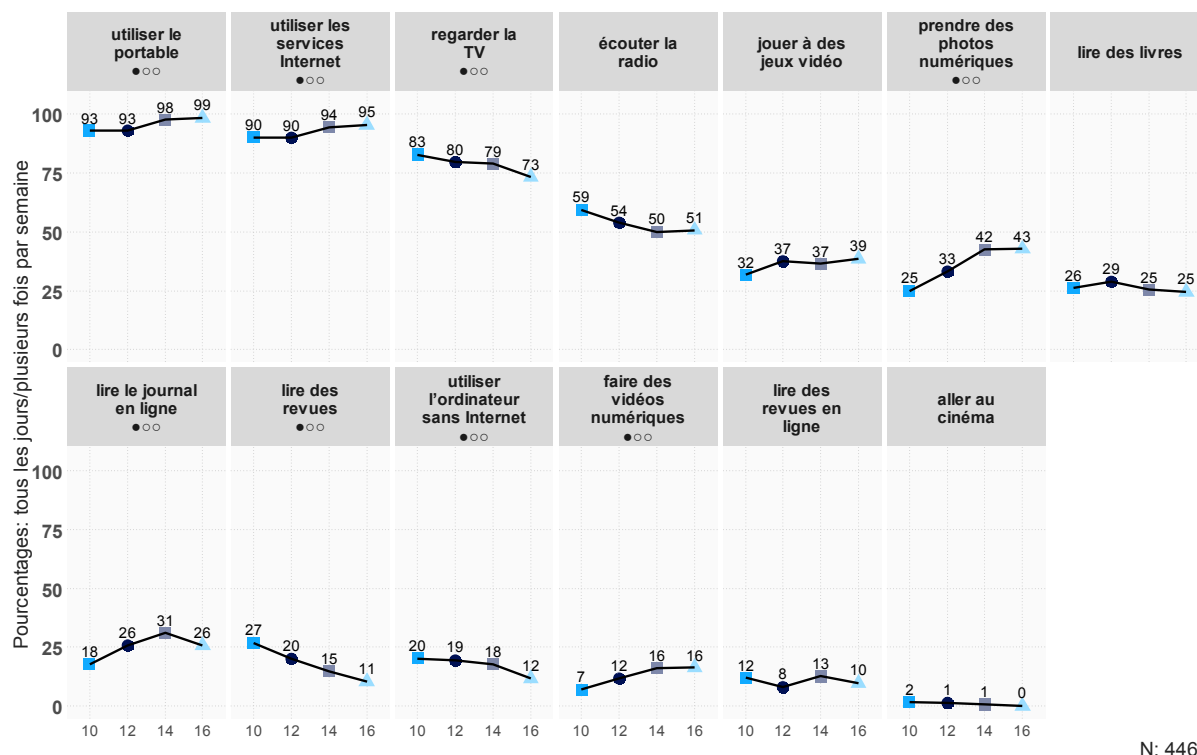 utiliser le
portable
●○○
utiliser les
services
Internet
●○○
regarder la
TV
●○○
écouter la
radio
jouer à des
jeux vidéo
prendre des
photos
numériques
●○○
lire des livres
Pourcentages: tous les jours/plusieurs fois par semaine
100
75
50
25
0
93 93 98 99
90 90 94 95
83 80 79 73
59 54 50 51
32 37 37 39
25 33 42 43
26 29 25 25
lire le journal
en ligne
●○○
lire des
revues
●○○
utiliser
l’ordinateur
sans Internet
●○○
faire des
vidéos
numériques
●○○
lire des
revues en
ligne
aller au
cinéma
100
75
50
25
0
18 26 31 26
27 20 15 11
20 19 18 12
7 12 16 16
12 8 13 10
2 1 1 0
10 12 14 16
10 12 14 16
10 12 14 16
10 12 14 16
10 12 14 16
10 12 14 16
N: 446